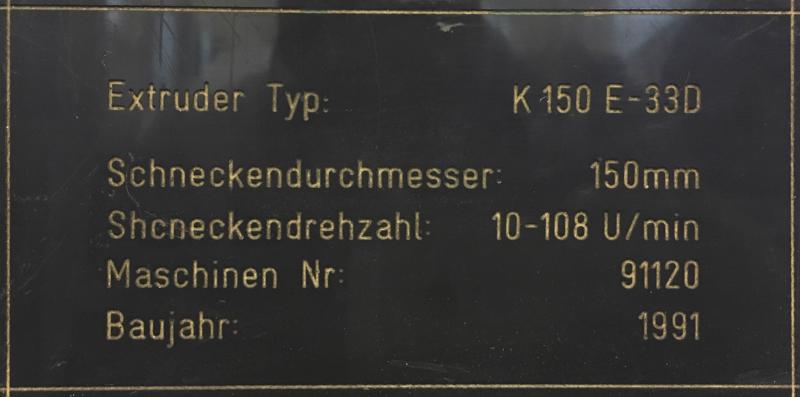 Extruder Typ: K 150 E-33D
Schneckendurchmesser: 150mm
Shcneckendrehzahl: 10-108 U/min
Maschinen Nr: 91120
Baujahr: 1991